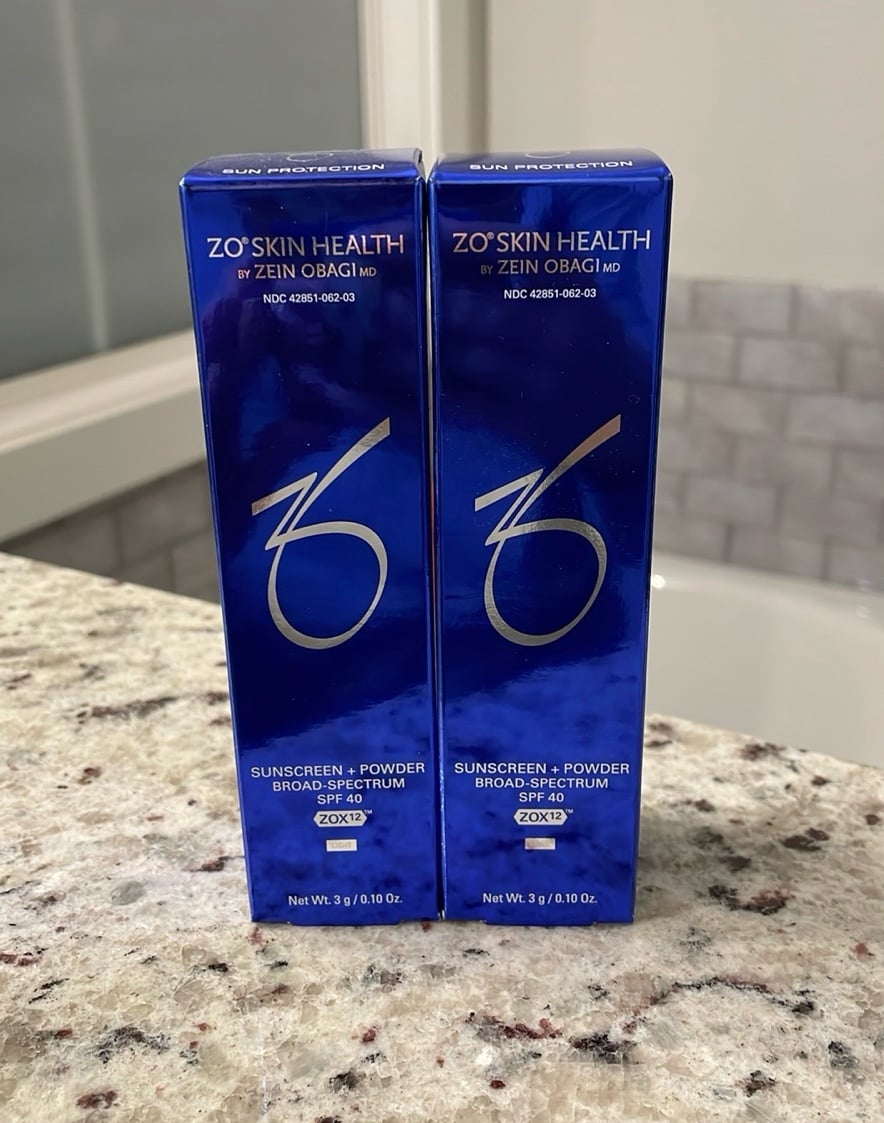 SUN PROTECTION
ZO® SKIN HEALTH
BY ZEIN OBAGI MD
NDC 42851-062-03
SUNSCREEN + POWDER
BROAD-SPECTRUM
SPF 40
ZOX12™
LIGHT
Net Wt. 3 g / 0.10 Oz.
SUN PROTECTION
ZO® SKIN HEALTH
BY ZEIN OBAGI MD
NDC 42851-062-03
SUNSCREEN + POWDER
BROAD-SPECTRUM
SPF 40
ZOX12™
Net Wt. 3 g / 0.10 Oz.